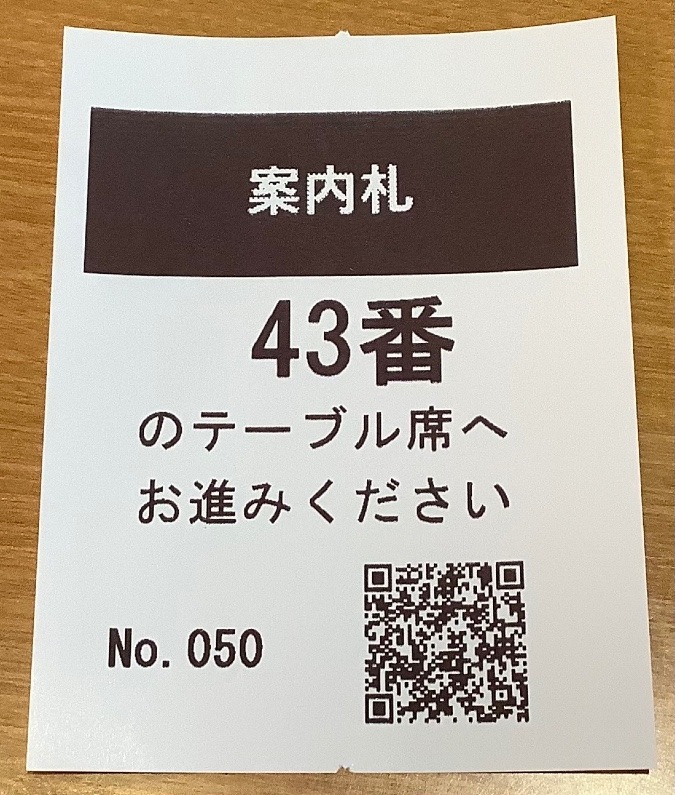 案内札
43番
のテーブル席へ
お進みください
No. 050